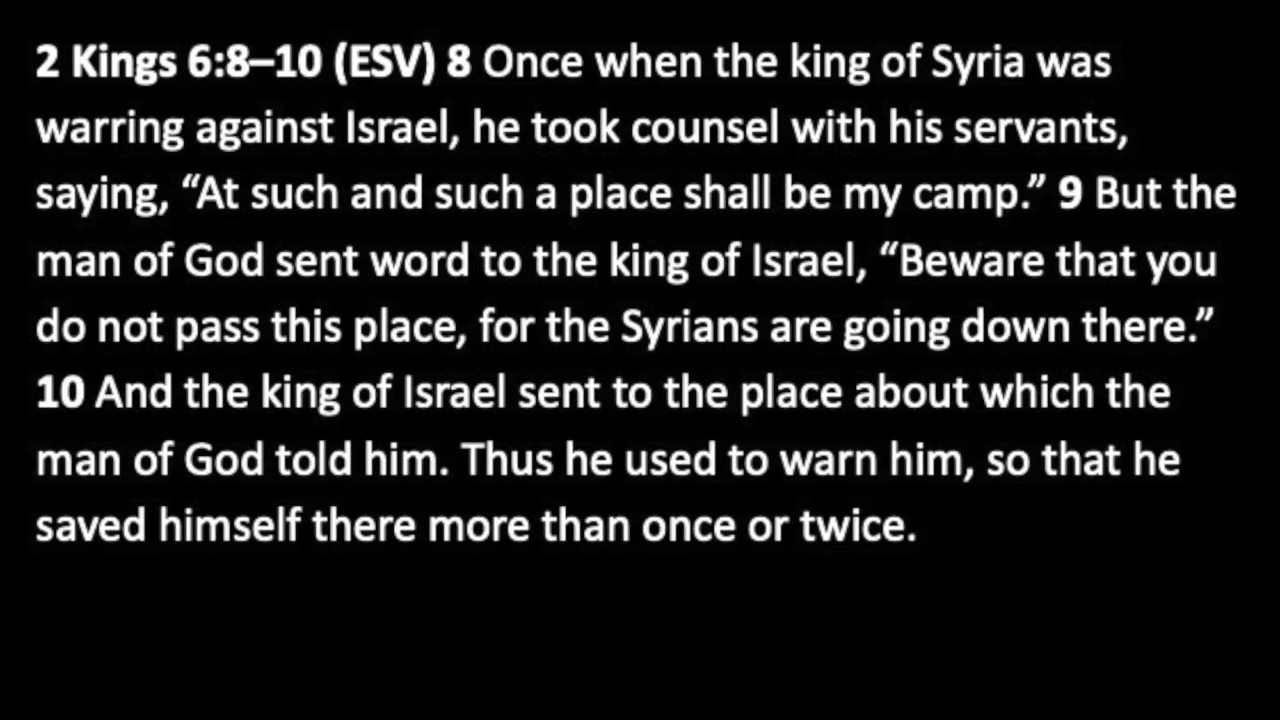 2 Kings 6:8–10 (ESV) 8 Once when the king of Syria was
warring against Israel, he took counsel with his servants,
saying, “At such and such a place shall be my camp.” 9 But the
man of God sent word to the king of Israel, “Beware that you
do not pass this place, for the Syrians are going down there.”
10 And the king of Israel sent to the place about which the
man of God told him. Thus he used to warn him, so that he
saved himself there more than once or twice.